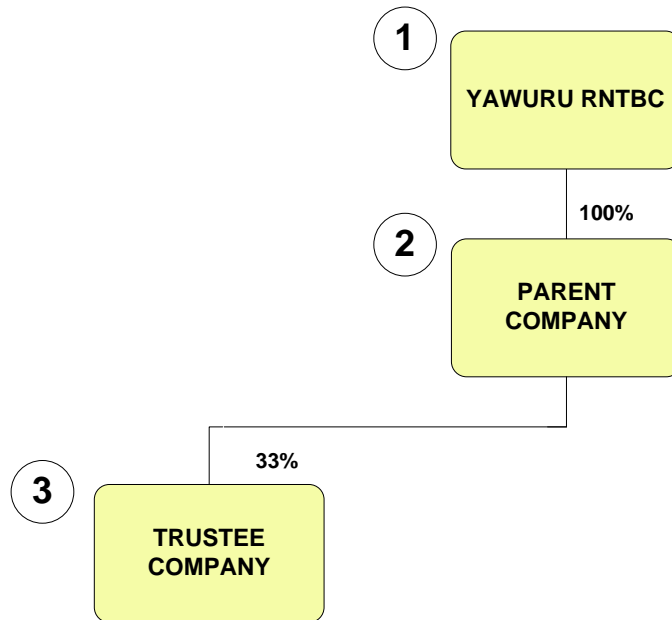 1
YAWURU RNTBC
100%
2
PARENT
COMPANY
33%
3
TRUSTEE
COMPANY